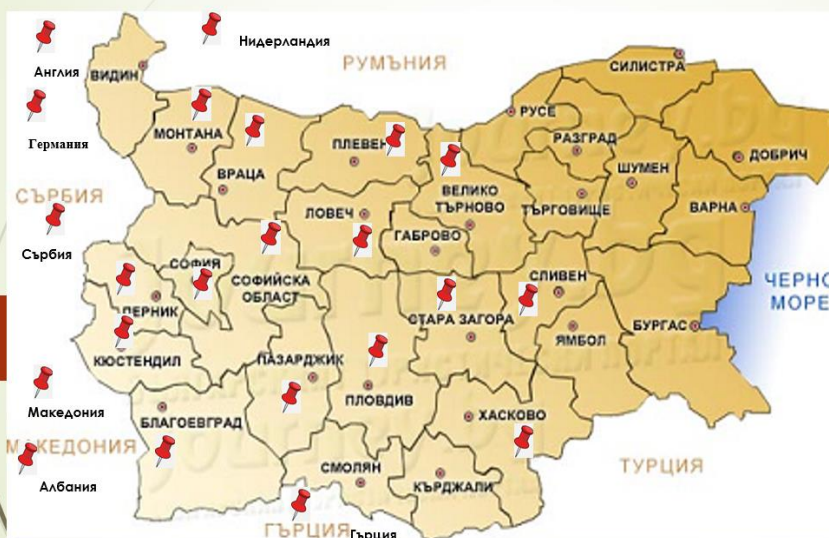 Нидерландия
Англия
РУМЪНИЯ
СИЛИСТРА
ВИДИН
РУСЕ
Германия
МОНТАНА
ПЛЕВЕН
РАЗГРАД
ДОБРИЧ
ВРАЦА
ШУМЕН
ВЕЛИКО
ТЪРНОВО
СЪРБИЯ
ЛОВЕЧ
ТЪРГОВИЩЕ
ВАРНА
ГАБРОВО
Сърбия
СОФИЯ
СОФИЙСКА
ОБЛАСТ
СЛИВЕН
ЧЕРНО
МОРЕ
ПЕРНИК
СТАРА ЗАГОРА
БУРГАС
ЯМБОЛ
КЮСТЕНДИЛ
ПАЗАРДЖИК
ПЛОВДИВ
Македония
ХАСКОВО
БЛАГОЕВГРАД
МАКЕДОНИЯ
ТУРЦИЯ
СМОЛЯН
Албания
КЪРДЖАЛИ
ГЪРЦИЯ
Гърция